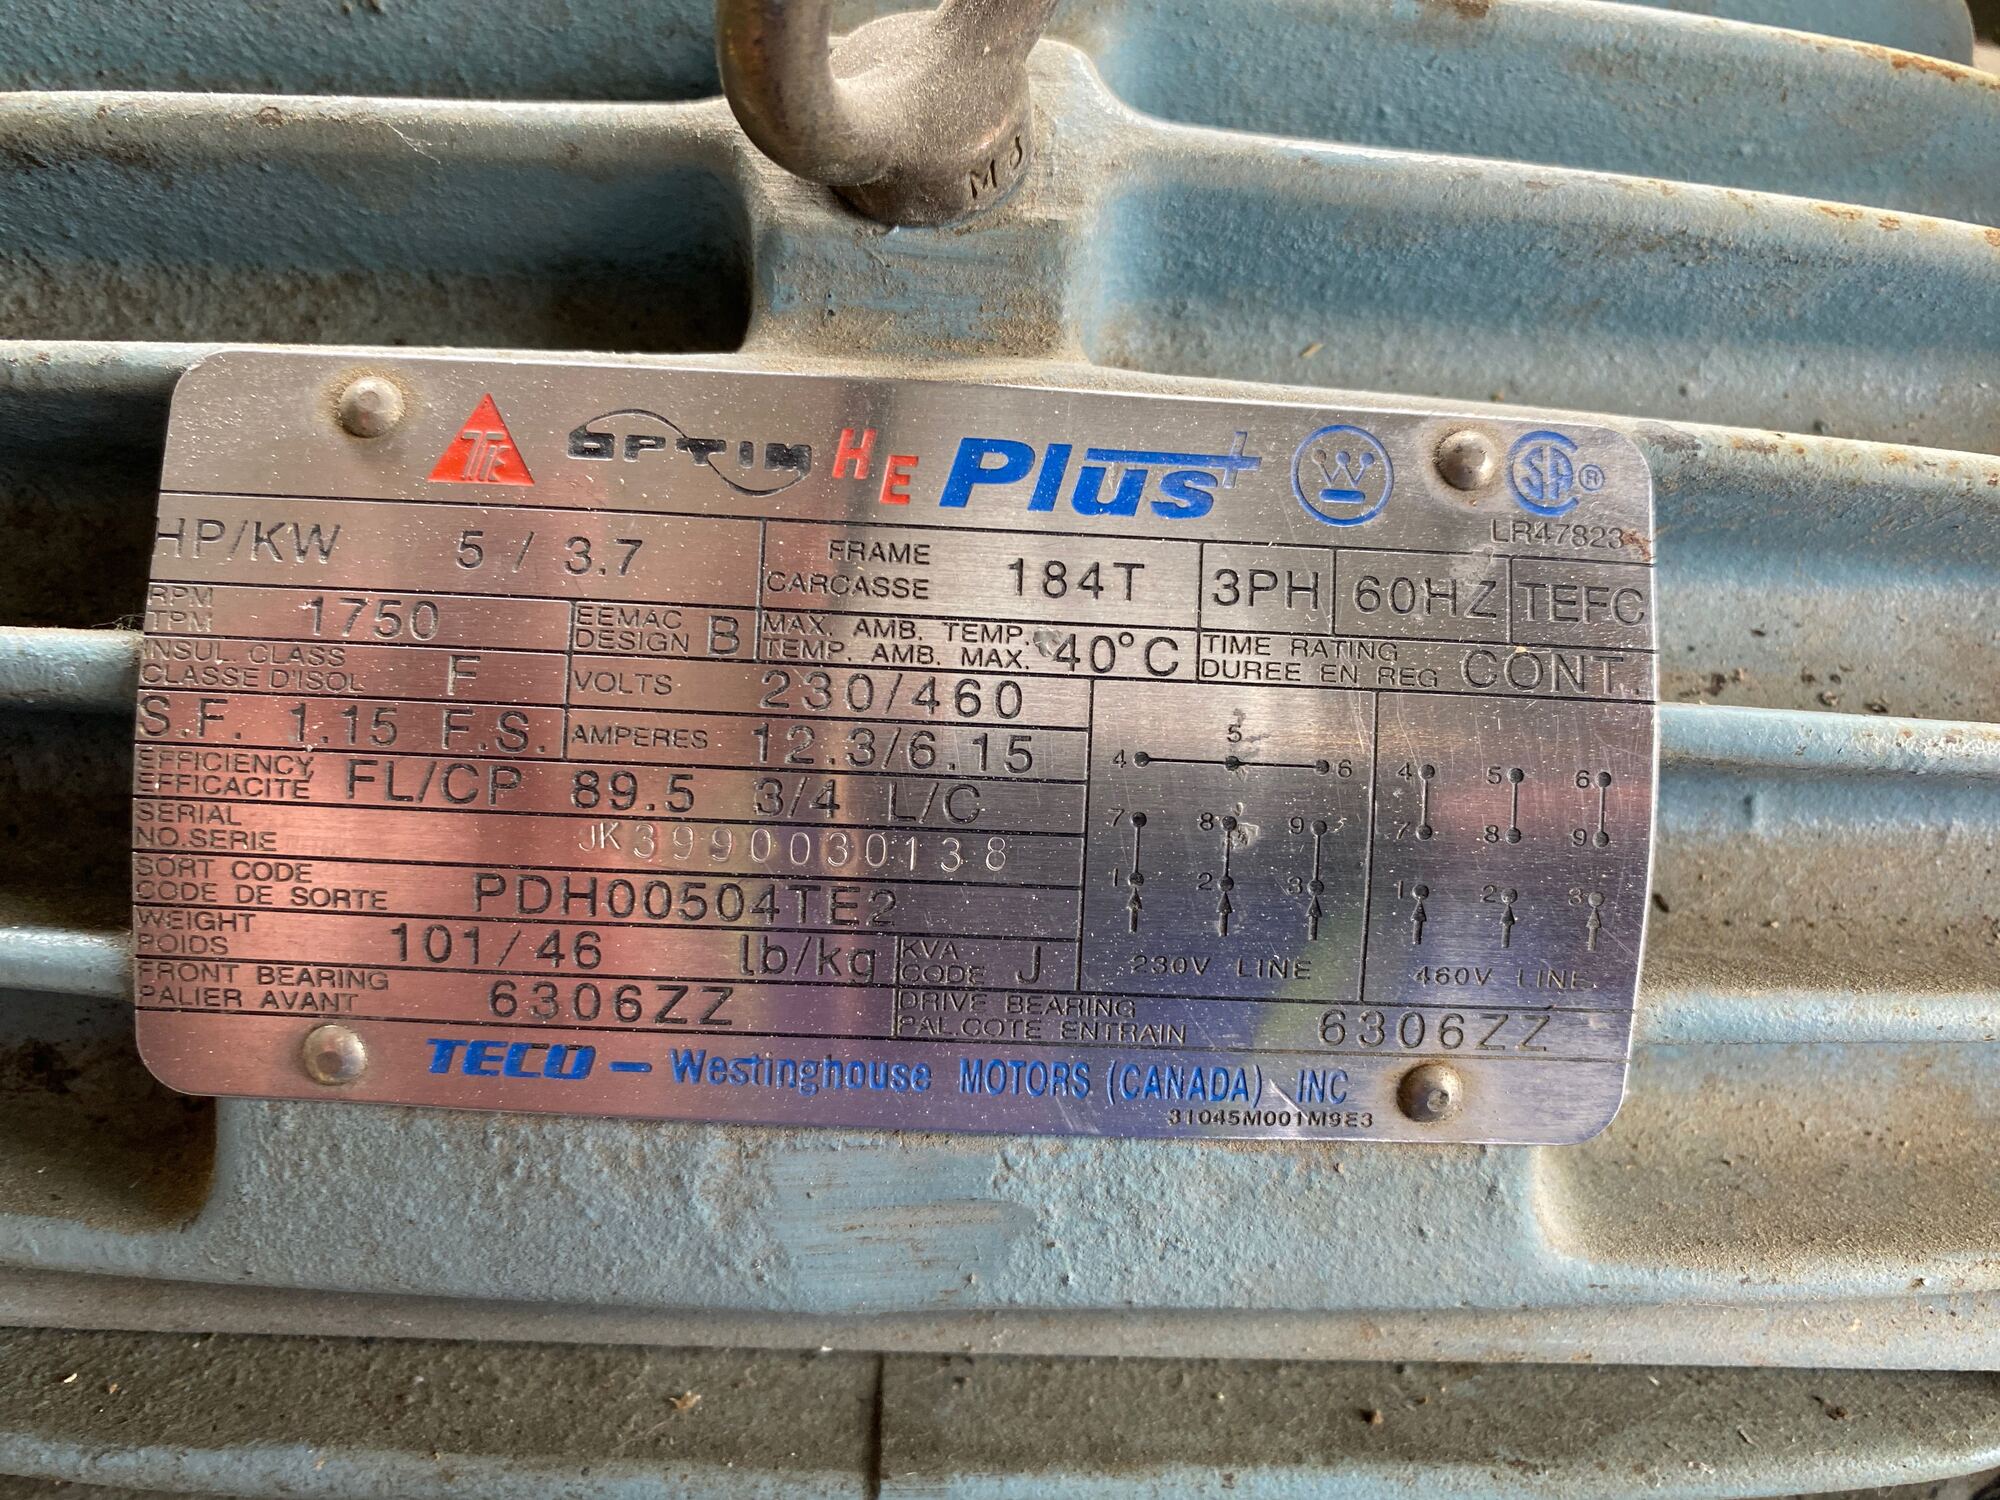 M J
TE OPTIM HE Plus+ SA ®
LR47823
HP/KW 5 / 3.7 FRAME CARCASSE 184T 3PH 60HZ TEFC
RPM TPM 1750 EEMAC DESIGN B MAX. AMB. TEMP. TEMP. AMB. MAX. 40°C TIME RATING DUREE EN REG CONT.
INSUL CLASS CLASSE D'ISOL F VOLTS 230/460
S.F. 1.15 F.S. AMPERES 12.3/6.15
EFFICIENCY EFFICACITÉ FL/CP 89.5 3/4 L/C
SERIAL NO.SERIE JK3990030138
SORT CODE CODE DE SORTE PDH00504TE2
WEIGHT POIDS 101/46 lb/kg KVA CODE J
5
4 6
7 8 9
1 2 3
230V LINE
4 5 6
7 8 9
1 2 3
460V LINE
FRONT BEARING PALIER AVANT 6306ZZ DRIVE BEARING PAL.COTE ENTRAIN 6306ZZ
TECO - Westinghouse MOTORS (CANADA) INC
31045M001M9E3